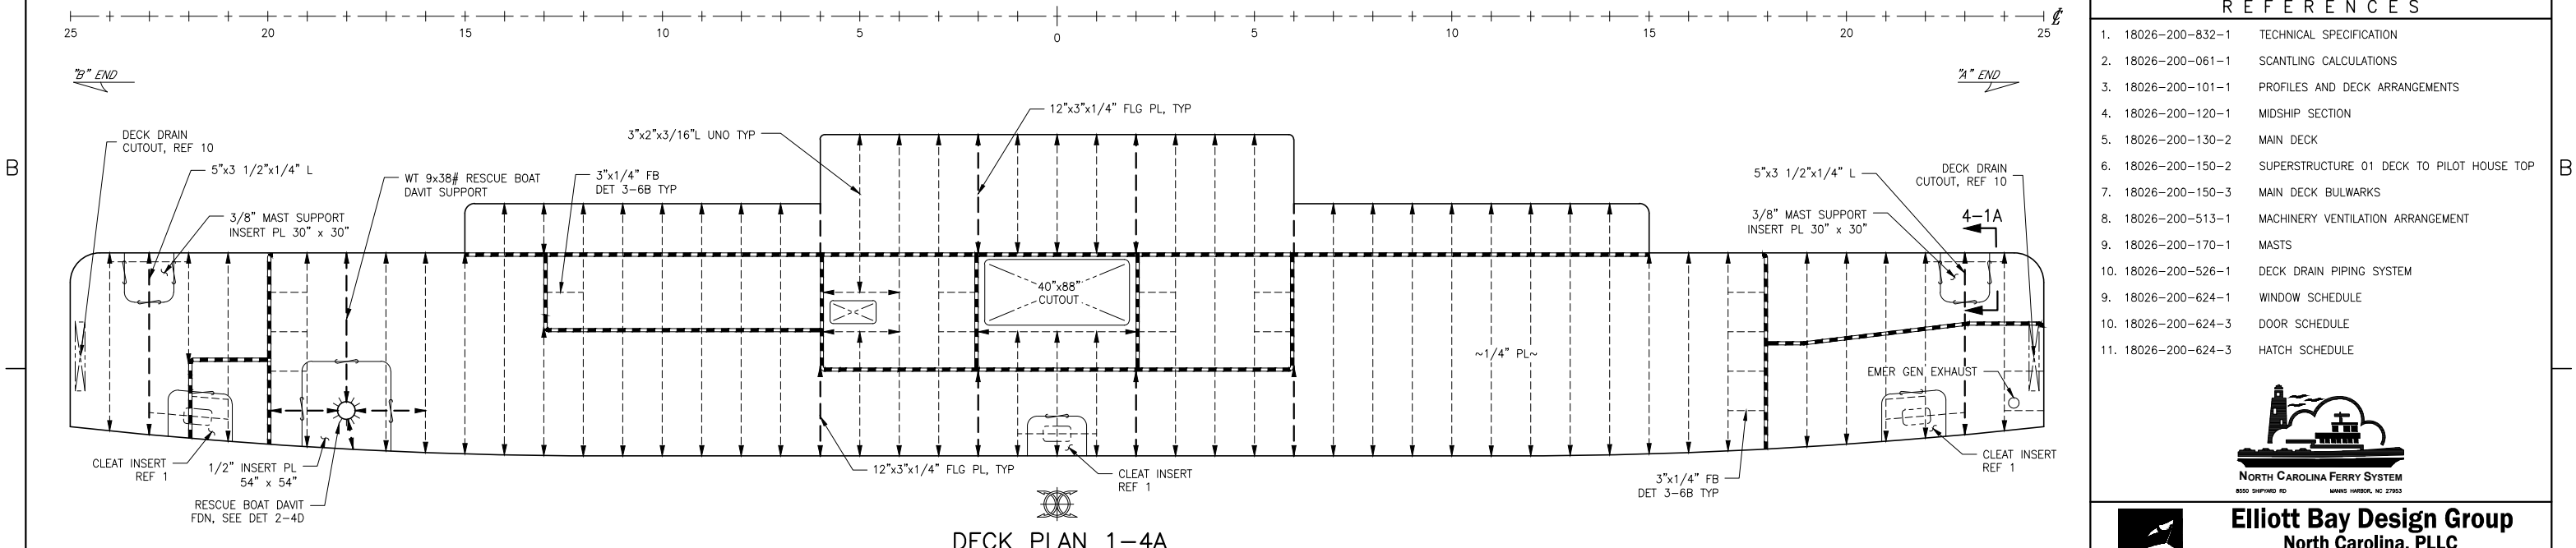 25 20 15 10 5 0 5 10 15 20 25 ℄
"B" END
"A" END
12"x3"x1/4" FLG PL, TYP
3"x2"x3/16"L UNO TYP
DECK DRAIN
CUTOUT, REF 10
5"x3 1/2"x1/4" L
3/8" MAST SUPPORT
INSERT PL 30" x 30"
WT 9x38# RESCUE BOAT
DAVIT SUPPORT
3"x1/4" FB
DET 3-6B TYP
5"x3 1/2"x1/4" L
DECK DRAIN
CUTOUT, REF 10
3/8" MAST SUPPORT
INSERT PL 30" x 30"
4-1A
B
B
40"x88"
CUTOUT
~1/4" PL~
EMER GEN EXHAUST
CLEAT INSERT
REF 1
1/2" INSERT PL
54" x 54"
RESCUE BOAT DAVIT
FDN, SEE DET 2-4D
12"x3"x1/4" FLG PL, TYP
CLEAT INSERT
REF 1
3"x1/4" FB
DET 3-6B TYP
CLEAT INSERT
REF 1
DECK PLAN 1-4A
REFERENCES
1. 18026-200-832-1 TECHNICAL SPECIFICATION
2. 18026-200-061-1 SCANTLING CALCULATIONS
3. 18026-200-101-1 PROFILES AND DECK ARRANGEMENTS
4. 18026-200-120-1 MIDSHIP SECTION
5. 18026-200-130-2 MAIN DECK
6. 18026-200-150-2 SUPERSTRUCTURE 01 DECK TO PILOT HOUSE TOP
7. 18026-200-150-3 MAIN DECK BULWARKS
8. 18026-200-513-1 MACHINERY VENTILATION ARRANGEMENT
9. 18026-200-170-1 MASTS
10. 18026-200-526-1 DECK DRAIN PIPING SYSTEM
9. 18026-200-624-1 WINDOW SCHEDULE
10. 18026-200-624-3 DOOR SCHEDULE
11. 18026-200-624-3 HATCH SCHEDULE
NORTH CAROLINA FERRY SYSTEM
8550 SHIPYARD RD MANNS HARBOR, NC 27953
Elliott Bay Design Group
North Carolina, PLLC